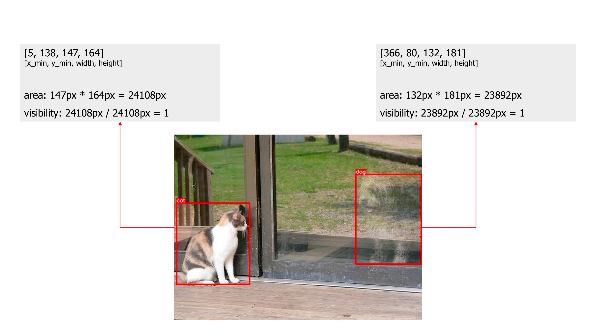 [5, 138, 147, 164]
[x_min, y_min, width, height]
area: 147px * 164px = 24108px
visibility: 24108px / 24108px = 1
[366, 80, 132, 181]
[x_min, y_min, width, height]
area: 132px * 181px = 23892px
visibility: 23892px / 23892px = 1
dog
cat